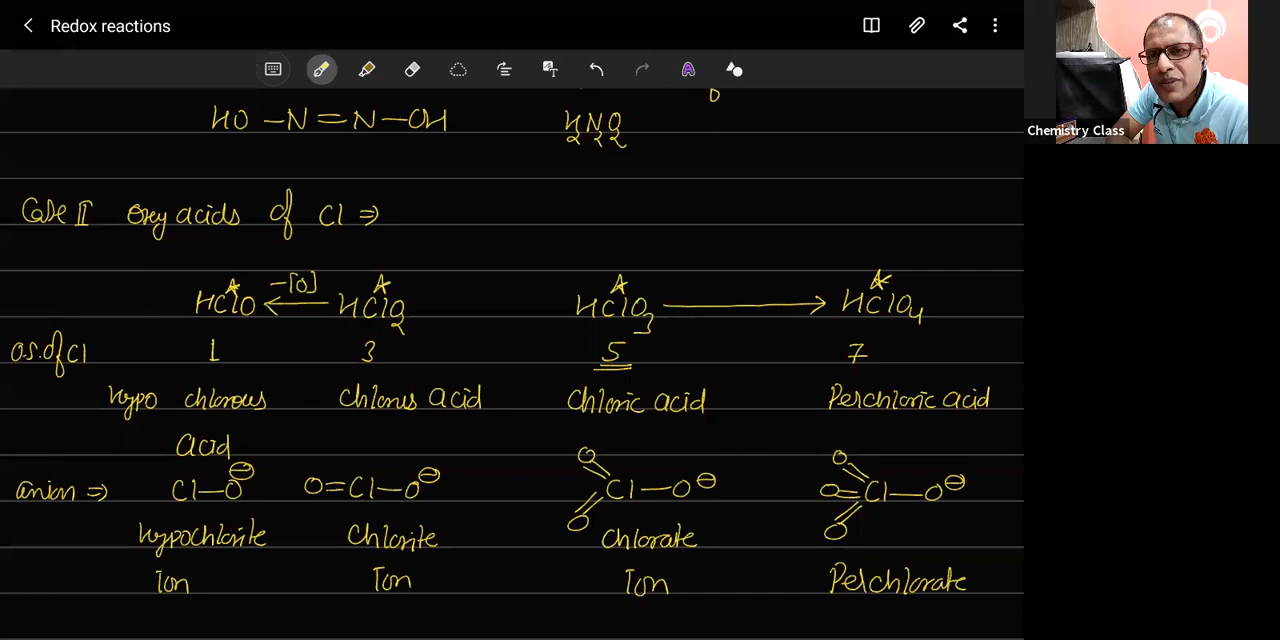 Redox reactions
Chemistry Class
O
HO – N = N – OH H2N2O2
Case II Oxy acids of Cl ⇒
HClO ←–[O] HClO2 HClO3 → HClO4
O.S. of Cl 1 3 5 7
hypo chlorous Chlorus acid Chloric acid Perchloric acid
Acid
anion ⇒ Cl–O⊖ O=Cl–O⊖ O O Cl–O⊖ O O= O Cl–O⊖
hypochlorite Chlorite Chlorate
Ion Ion Ion Perchlorate